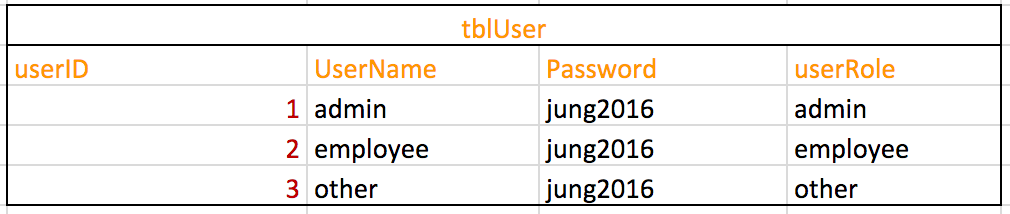 tblUser
userID UserName Password userRole
1 admin jung2016 admin
2 employee jung2016 employee
3 other jung2016 other